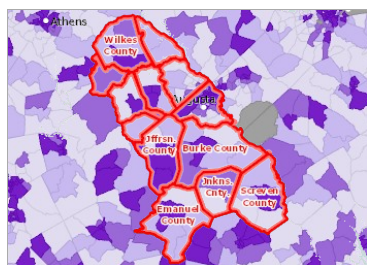 Athens
Wilkes
County
Augusta
Jffrsn.
County
Burke County
Jnkns.
Cnty.
Screven
County
Emanuel
County